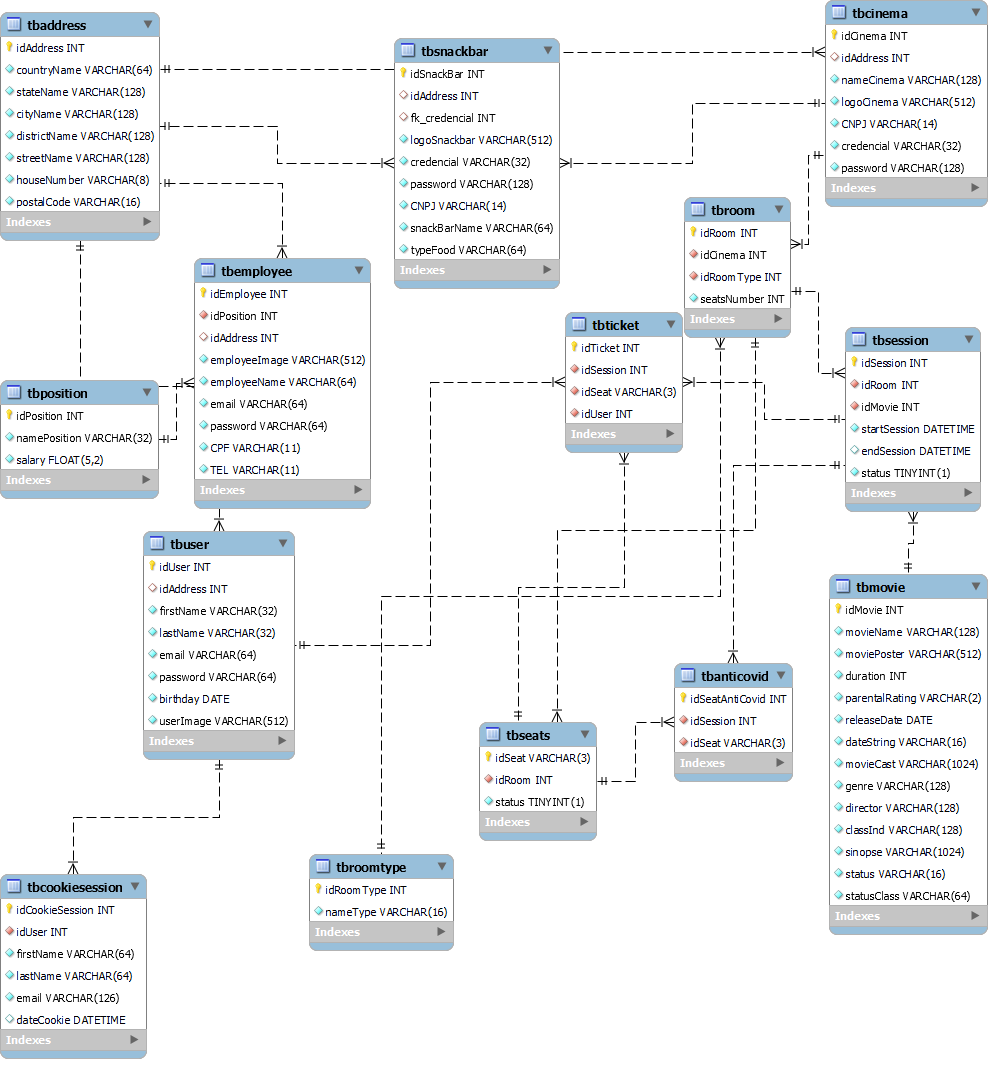 tbaddress
idAddress INT
countryName VARCHAR(64)
stateName VARCHAR(128)
cityName VARCHAR(128)
districtName VARCHAR(128)
streetName VARCHAR(128)
houseNumber VARCHAR(8)
postalCode VARCHAR(16)
Indexes
tbsnackbar
idSnackBar INT
idAddress INT
fk_credencial INT
logoSnackbar VARCHAR(512)
credencial VARCHAR(32)
password VARCHAR(128)
CNPJ VARCHAR(14)
snackBarName VARCHAR(64)
typeFood VARCHAR(64)
Indexes
tbcinema
idCinema INT
idAddress INT
nameCinema VARCHAR(128)
logoCinema VARCHAR(512)
CNPJ VARCHAR(14)
credencial VARCHAR(32)
password VARCHAR(128)
Indexes
tbroom
idRoom INT
idCinema INT
idRoomType INT
seatsNumber INT
Indexes
tbemployee
idEmployee INT
idPosition INT
idAddress INT
employeeImage VARCHAR(512)
employeeName VARCHAR(64)
email VARCHAR(64)
password VARCHAR(64)
CPF VARCHAR(11)
TEL VARCHAR(11)
Indexes
tbticket
idTicket INT
idSession INT
idSeat VARCHAR(3)
idUser INT
Indexes
tbsession
idSession INT
idRoom INT
idMovie INT
startSession DATETIME
endSession DATETIME
status TINYINT(1)
Indexes
tbposition
idPosition INT
namePosition VARCHAR(32)
salary FLOAT(5,2)
Indexes
tbuser
idUser INT
idAddress INT
firstName VARCHAR(32)
lastName VARCHAR(32)
email VARCHAR(64)
password VARCHAR(64)
birthday DATE
userImage VARCHAR(512)
Indexes
tbmovie
idMovie INT
movieName VARCHAR(128)
moviePoster VARCHAR(512)
duration INT
parentalRating VARCHAR(2)
releaseDate DATE
dateString VARCHAR(16)
movieCast VARCHAR(1024)
genre VARCHAR(128)
director VARCHAR(128)
classInd VARCHAR(128)
sinopse VARCHAR(1024)
status VARCHAR(16)
statusClass VARCHAR(64)
Indexes
tbanticovid
idSeatAntiCovid INT
idSession INT
idSeat VARCHAR(3)
Indexes
tbseats
idSeat VARCHAR(3)
idRoom INT
status TINYINT(1)
Indexes
tbroomtype
idRoomType INT
nameType VARCHAR(16)
Indexes
tbcookiesession
idCookieSession INT
idUser INT
firstName VARCHAR(64)
lastName VARCHAR(64)
email VARCHAR(126)
dateCookie DATETIME
Indexes